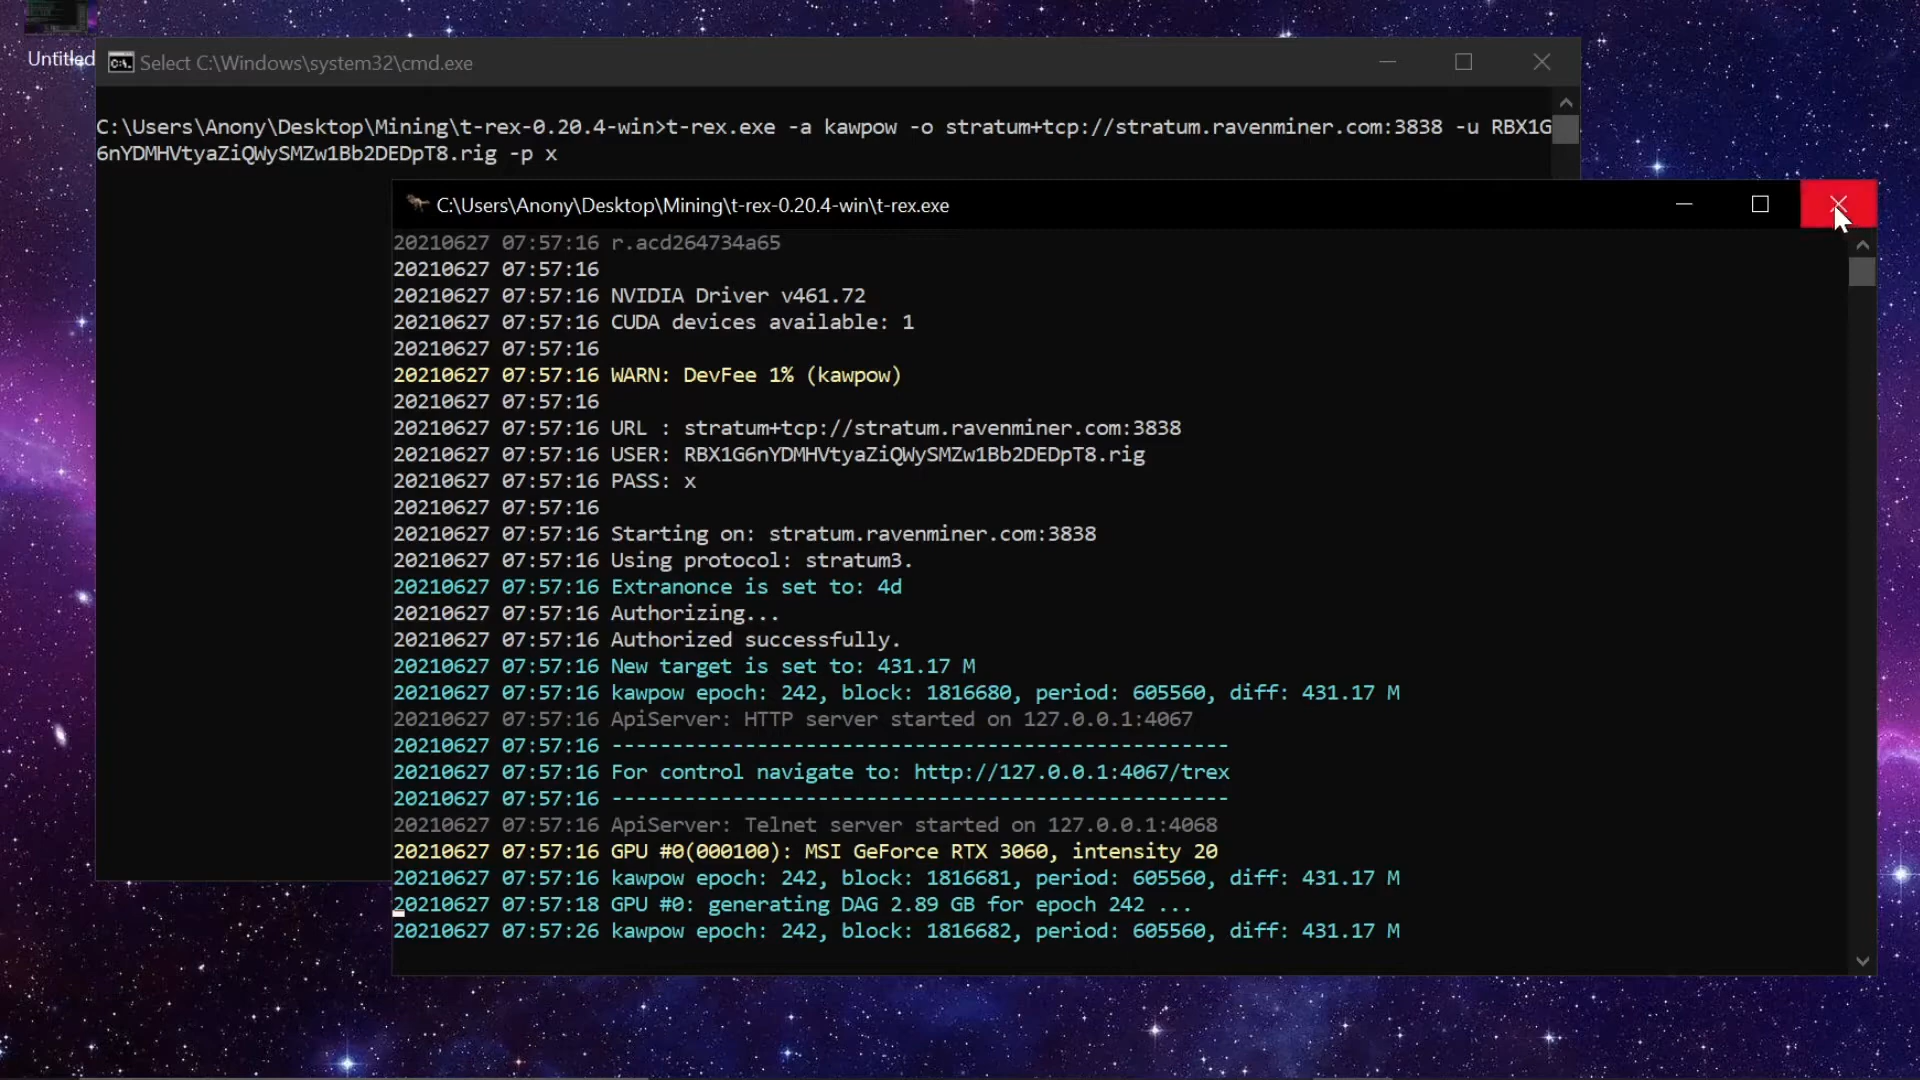 Untitled
Select C:\Windows\system32\cmd.exe
C:\Users\Anony\Desktop\Mining\t-rex-0.20.4-win>t-rex.exe -a kawpow -o stratum+tcp://stratum.ravenminer.com:3838 -u RBX1G
6nYDMHVtyaZiQWySMZw1Bb2DEDpT8.rig -p x
C:\Users\Anony\Desktop\Mining\t-rex-0.20.4-win\t-rex.exe
20210627 07:57:16 r.acd264734a65
20210627 07:57:16
20210627 07:57:16 NVIDIA Driver v461.72
20210627 07:57:16 CUDA devices available: 1
20210627 07:57:16
20210627 07:57:16 WARN: DevFee 1% (kawpow)
20210627 07:57:16
20210627 07:57:16 URL : stratum+tcp://stratum.ravenminer.com:3838
20210627 07:57:16 USER: RBX1G6nYDMHVtyaZiQWySMZw1Bb2DEDpT8.rig
20210627 07:57:16 PASS: x
20210627 07:57:16
20210627 07:57:16 Starting on: stratum.ravenminer.com:3838
20210627 07:57:16 Using protocol: stratum3.
20210627 07:57:16 Extranonce is set to: 4d
20210627 07:57:16 Authorizing...
20210627 07:57:16 Authorized successfully.
20210627 07:57:16 New target is set to: 431.17 M
20210627 07:57:16 kawpow epoch: 242, block: 1816680, period: 605560, diff: 431.17 M
20210627 07:57:16 ApiServer: HTTP server started on 127.0.0.1:4067
20210627 07:57:16 ---------------------------------------------------
20210627 07:57:16 For control navigate to: http://127.0.0.1:4067/trex
20210627 07:57:16 ---------------------------------------------------
20210627 07:57:16 ApiServer: Telnet server started on 127.0.0.1:4068
20210627 07:57:16 GPU #0(000100): MSI GeForce RTX 3060, intensity 20
20210627 07:57:16 kawpow epoch: 242, block: 1816681, period: 605560, diff: 431.17 M
20210627 07:57:18 GPU #0: generating DAG 2.89 GB for epoch 242 ...
20210627 07:57:26 kawpow epoch: 242, block: 1816682, period: 605560, diff: 431.17 M